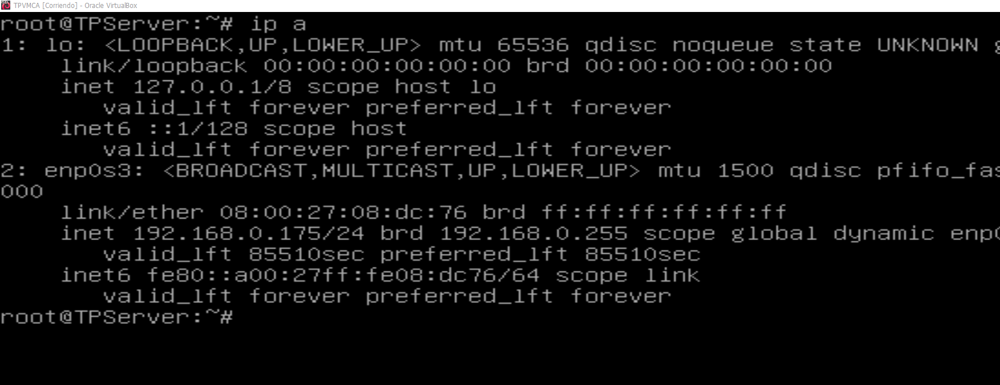 TPVMCA [Corriendo] - Oracle VirtualBox
root@TPServer:~# ip a
1: lo: <LOOPBACK,UP,LOWER_UP> mtu 65536 qdisc noqueue state UNKNOWN g
link/loopback 00:00:00:00:00:00 brd 00:00:00:00:00:00
inet 127.0.0.1/8 scope host lo
valid_lft forever preferred_lft forever
inet6 ::1/128 scope host
valid_lft forever preferred_lft forever
2: enp0s3: <BROADCAST,MULTICAST,UP,LOWER_UP> mtu 1500 qdisc pfifo_fas
000
link/ether 08:00:27:08:dc:76 brd ff:ff:ff:ff:ff:ff
inet 192.168.0.175/24 brd 192.168.0.255 scope global dynamic enp0
valid_lft 85510sec preferred_lft 85510sec
inet6 fe80::a00:27ff:fe08:dc76/64 scope link
valid_lft forever preferred_lft forever
root@TPServer:~#